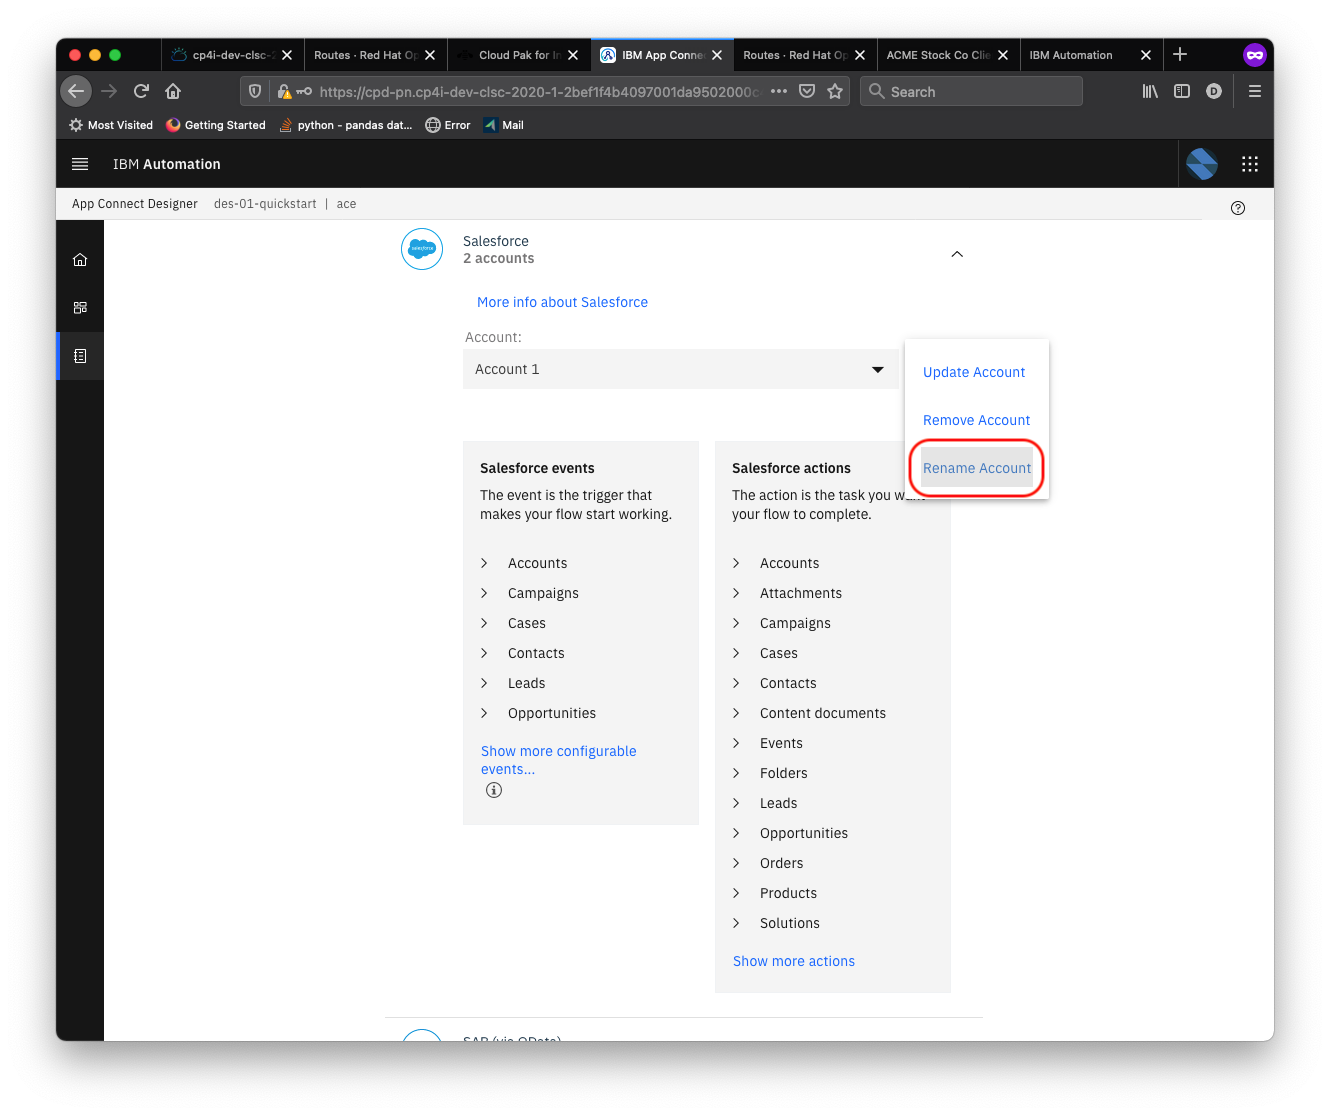 cp4i-dev-clsc-2
Routes · Red Hat Op
Cloud Pak for In
IBM App Conne
Routes · Red Hat Op
ACME Stock Co Clie
IBM Automation
https://cpd-pn.cp4i-dev-clsc-2020-1-2bef1f4b4097001da9502000c
Search
D
Most Visited
Getting Started
python - pandas dat...
Error
Mail
IBM Automation
App Connect Designer
des-01-quickstart | ace
salesforce
Salesforce
2 accounts
More info about Salesforce
Account:
Account 1
Update Account
Remove Account
Rename Account
Salesforce events
The event is the trigger that
makes your flow start working.
Accounts
Campaigns
Cases
Contacts
Leads
Opportunities
Show more configurable
events...
Salesforce actions
The action is the task you want
your flow to complete.
Accounts
Attachments
Campaigns
Cases
Contacts
Content documents
Events
Folders
Leads
Opportunities
Orders
Products
Solutions
Show more actions
SAP (via OData)